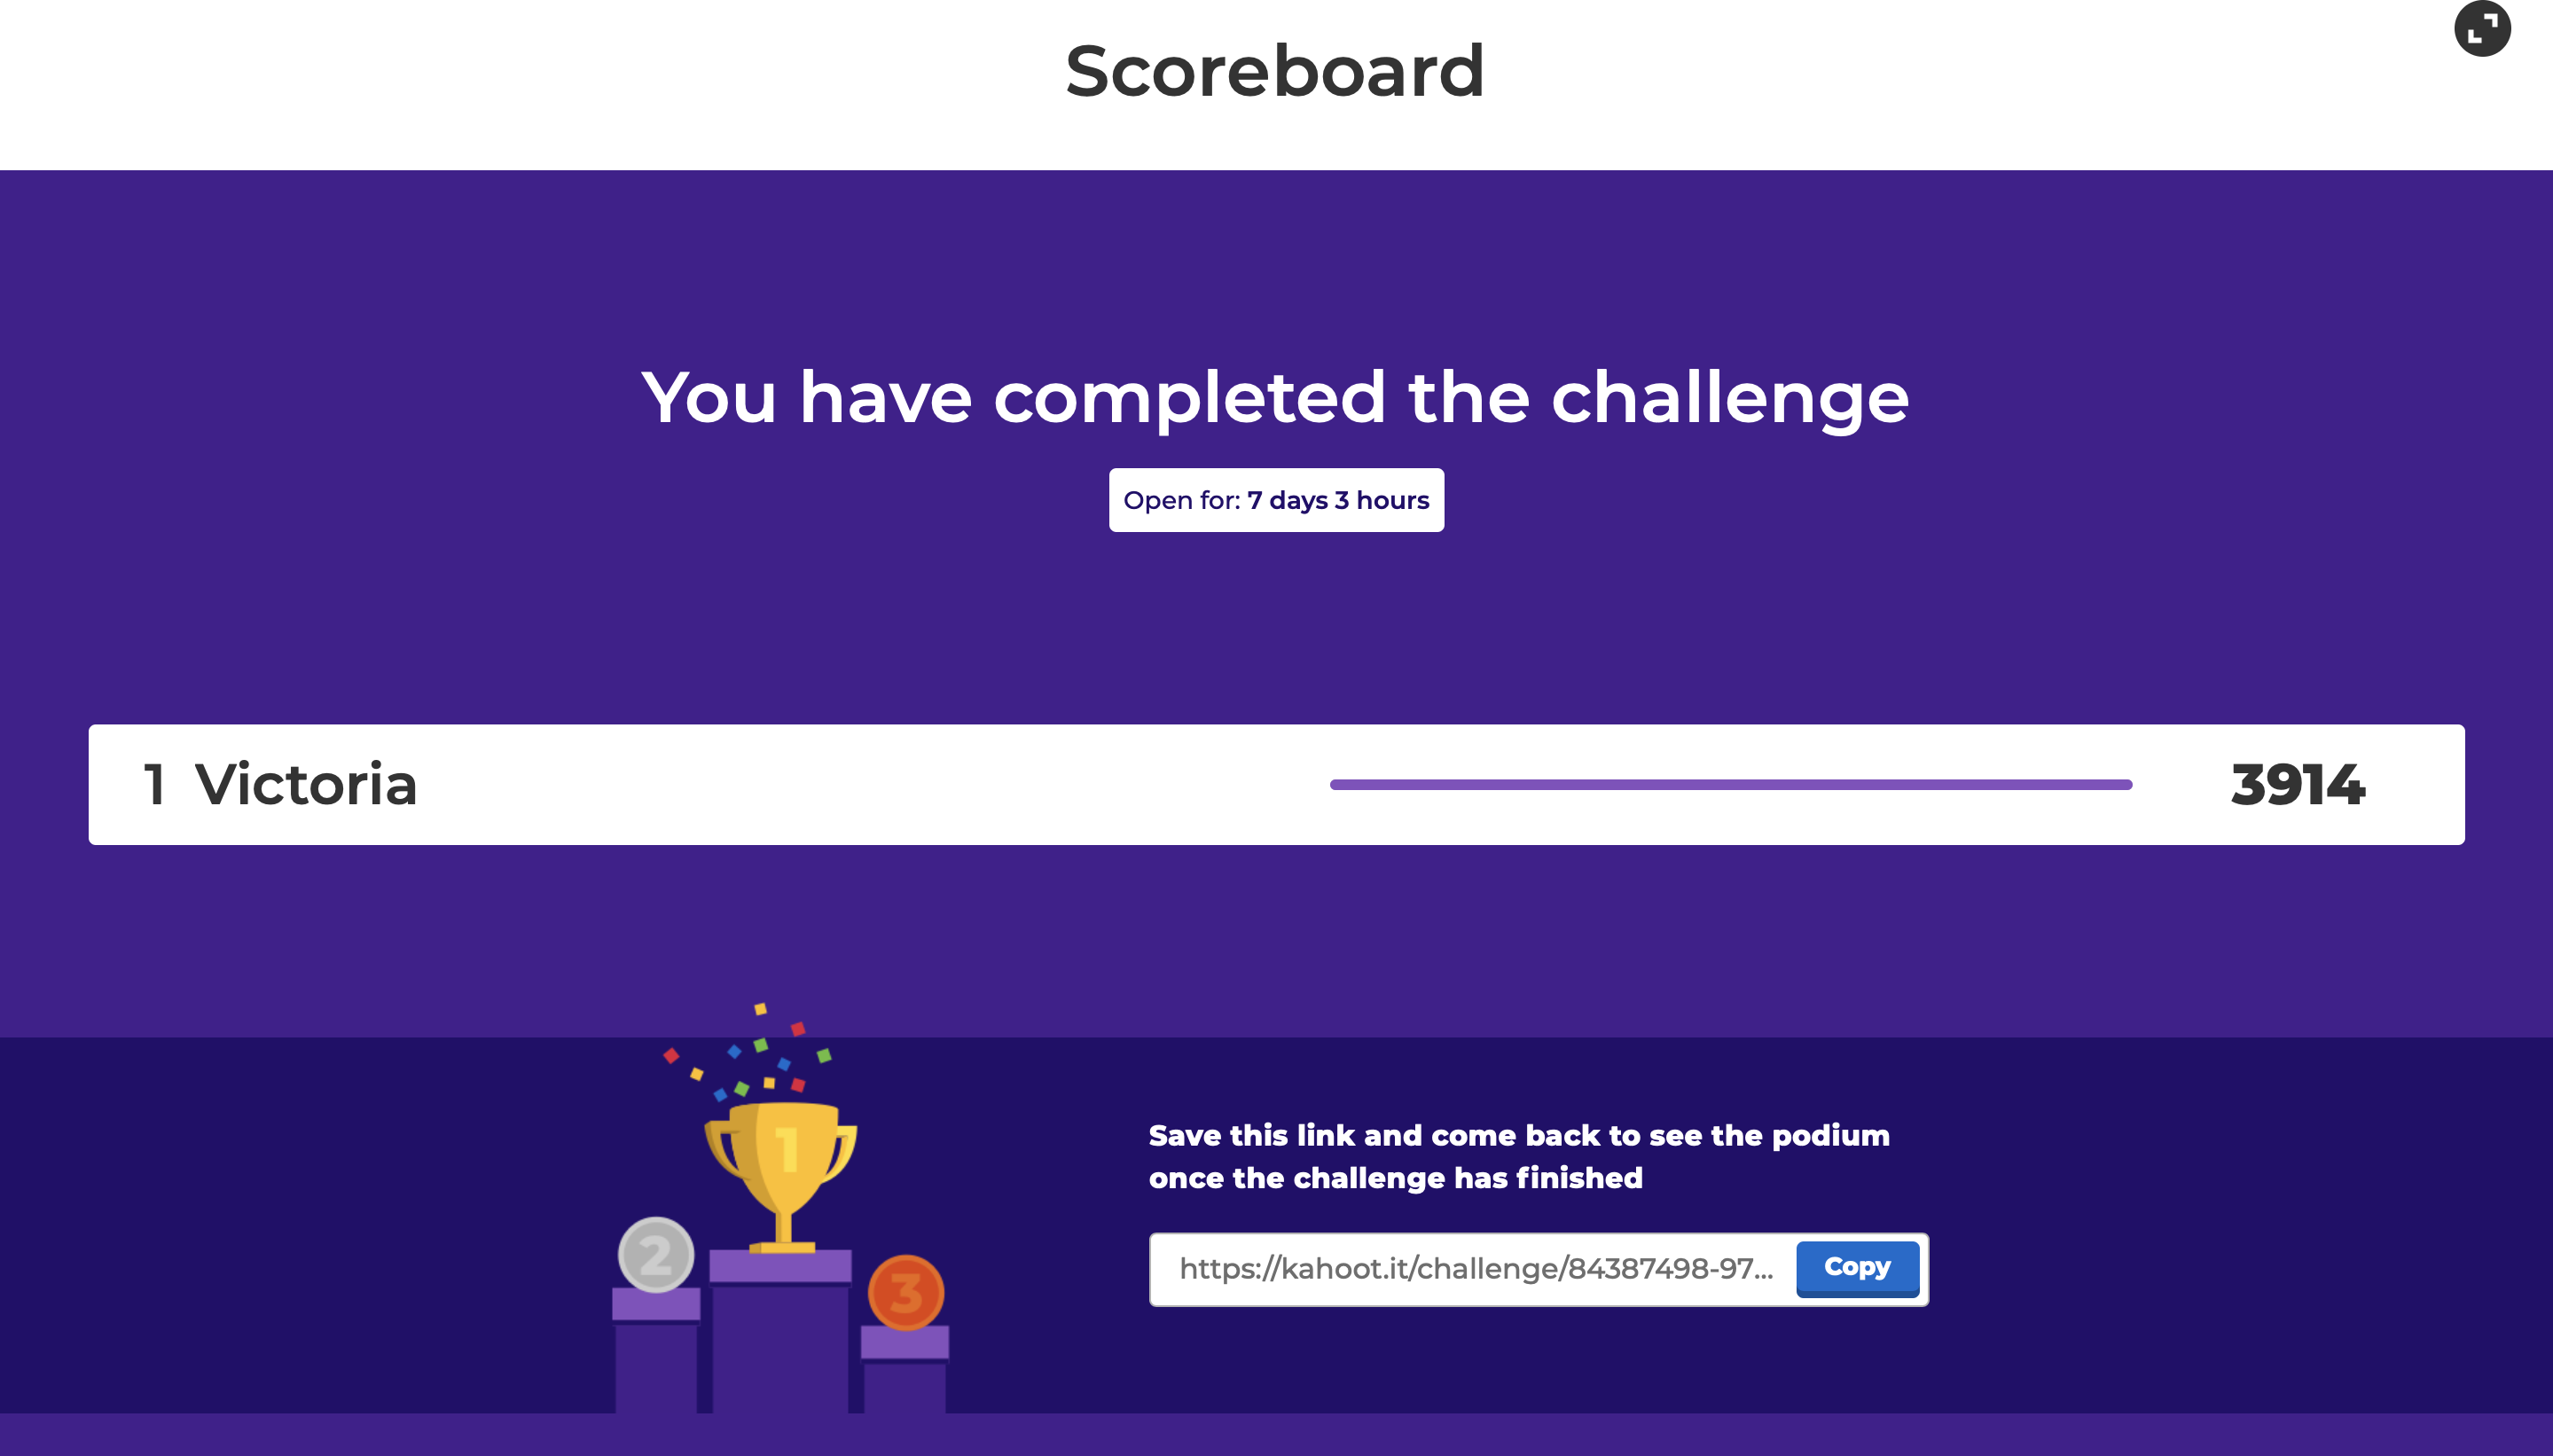 Scoreboard
You have completed the challenge
Open for: 7 days 3 hours
1 Victoria 3914
1
2
3
Save this link and come back to see the podium
once the challenge has finished
https://kahoot.it/challenge/84387498-97... Copy